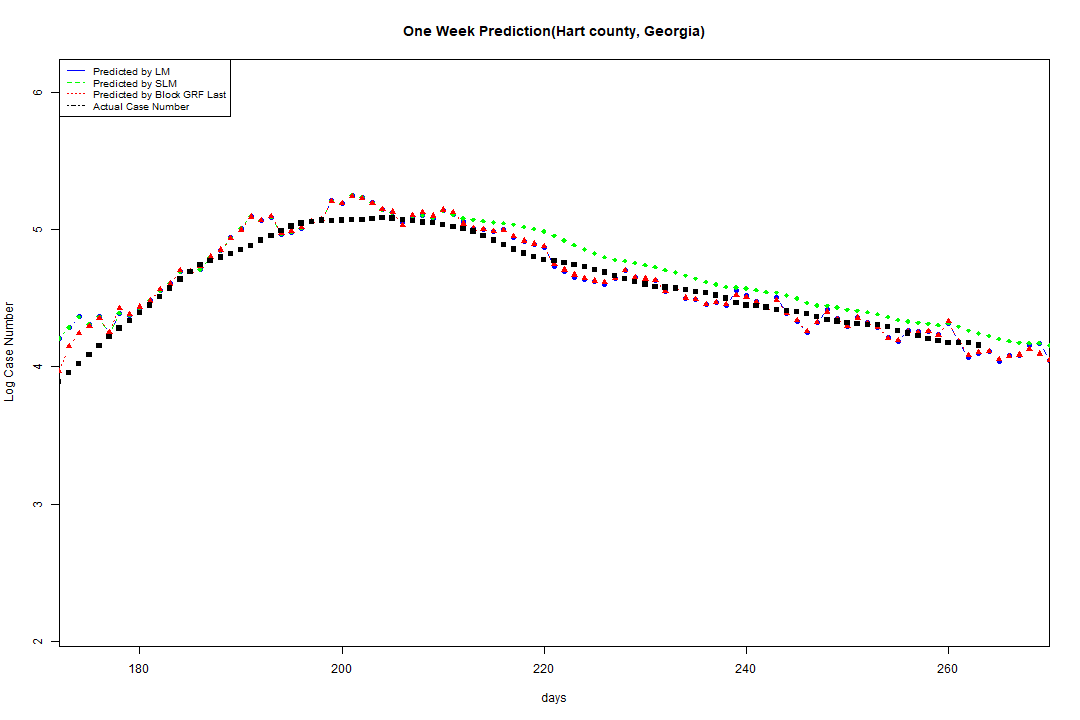 One Week Prediction(Hart county, Georgia)
Predicted by LM
Predicted by SLM
Predicted by Block GRF Last
Actual Case Number
6
5
4
3
2
Log Case Number
180 200 220 240 260
days